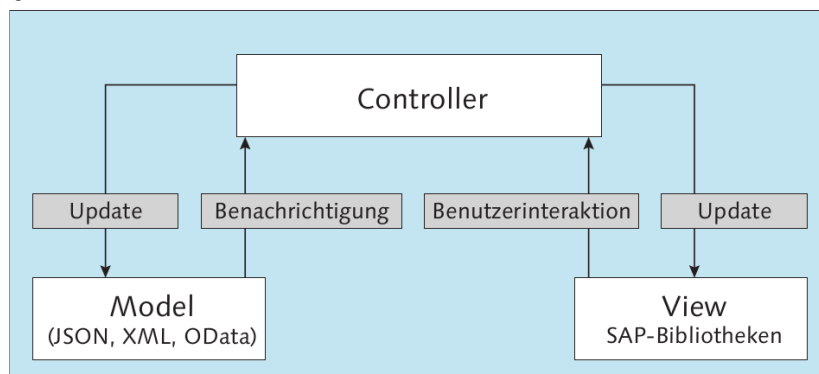 Controller
Update
Benachrichtigung
Benutzerinteraktion
Update
Model
(JSON, XML, OData)
View
SAP-Bibliotheken